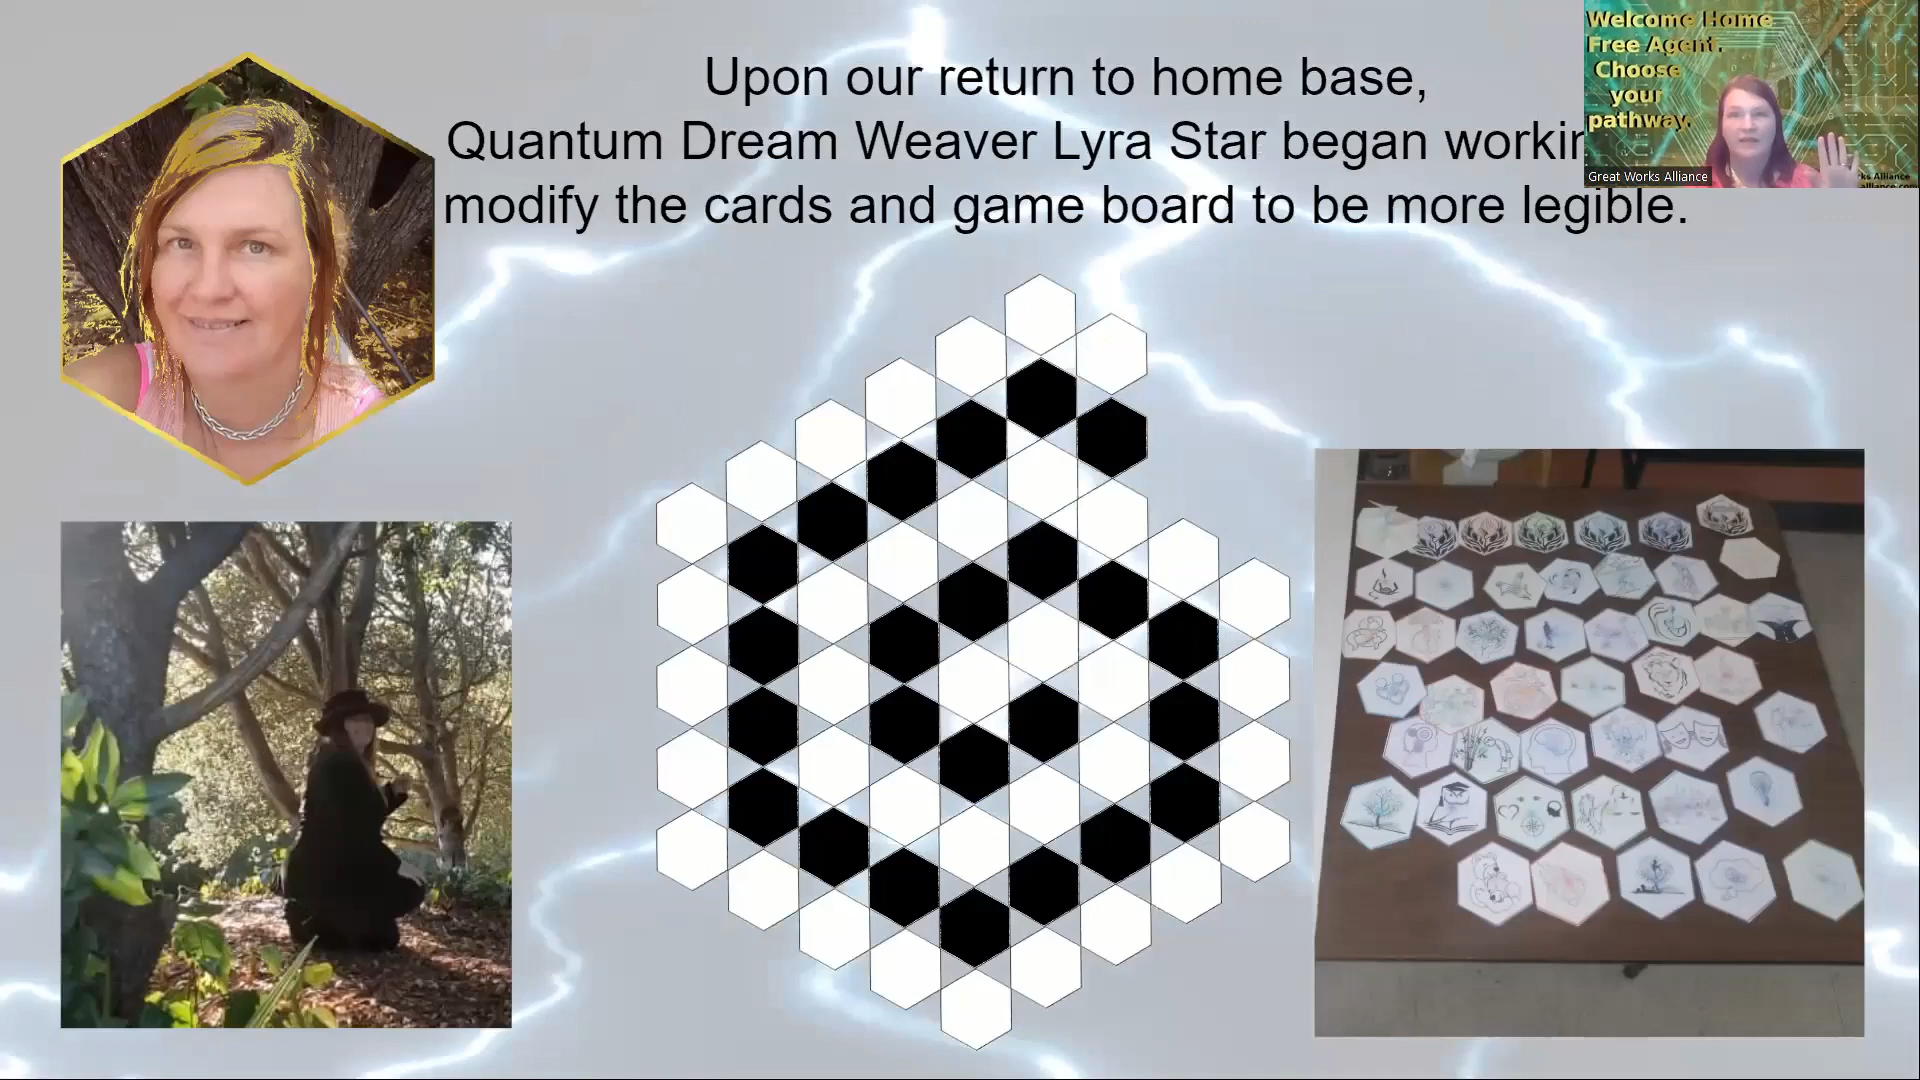 Upon our return to home base,
Quantum Dream Weaver Lyra Star began
modify the cards and game board to be more legible.
Welcome Home
Free Agent.
Choose
your
pathway.
Great Works Alliance
Alliance